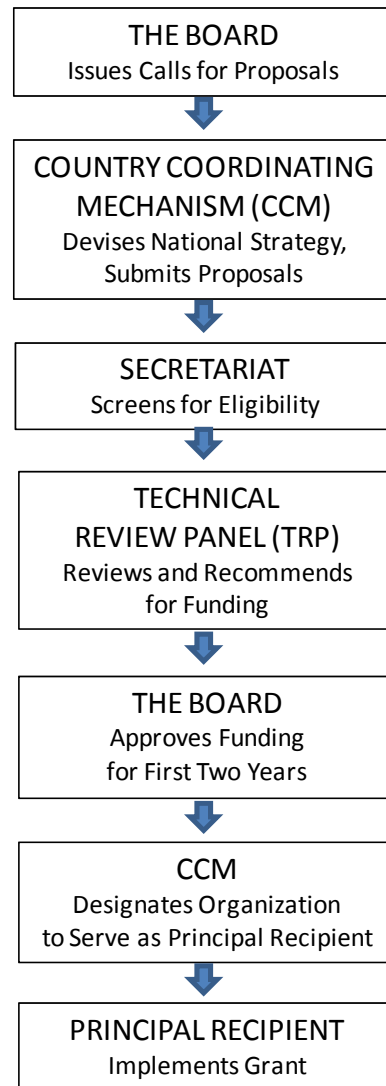 THE BOARD
Issues Calls for Proposals
COUNTRY COORDINATING
MECHANISM (CCM)
Devises National Strategy,
Submits Proposals
SECRETARIAT
Screens for Eligibility
TECHNICAL
REVIEW PANEL (TRP)
Reviews and Recommends
for Funding
THE BOARD
Approves Funding
for First Two Years
CCM
Designates Organization
to Serve as Principal Recipient
PRINCIPAL RECIPIENT
Implements Grant